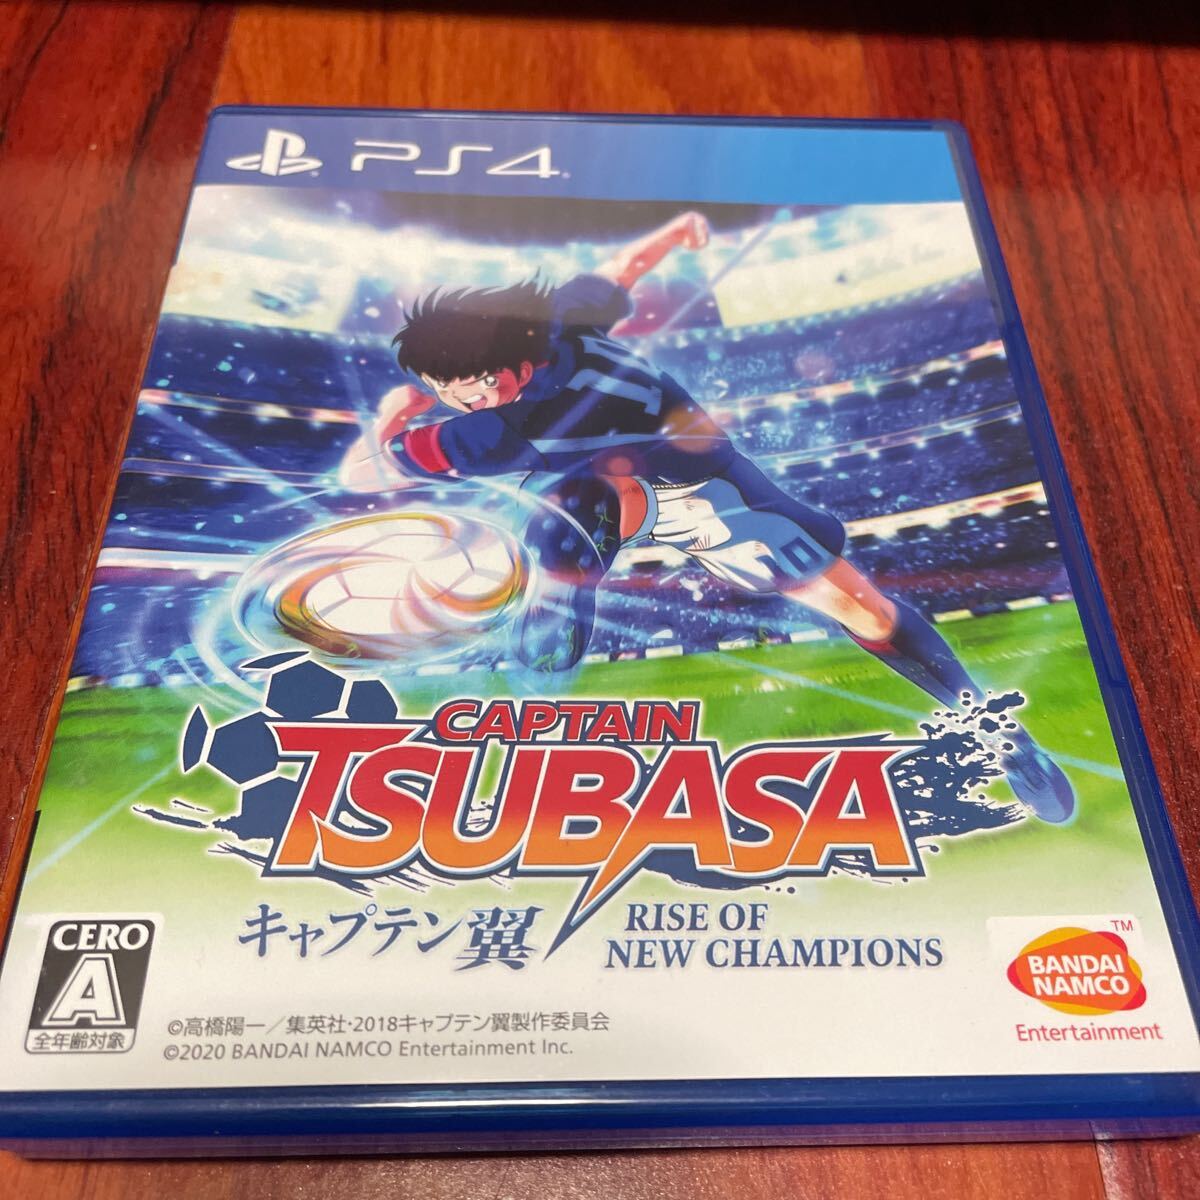 PS4
CAPTAIN
TSUBASA
キャプテン翼
RISE OF
NEW CHAMPIONS
CERO
A
全年齢対象
©高橋陽一／集英社・2018キャプテン翼製作委員会
©2020 BANDAI NAMCO Entertainment Inc.
BANDAI
NAMCO
TM
Entertainment